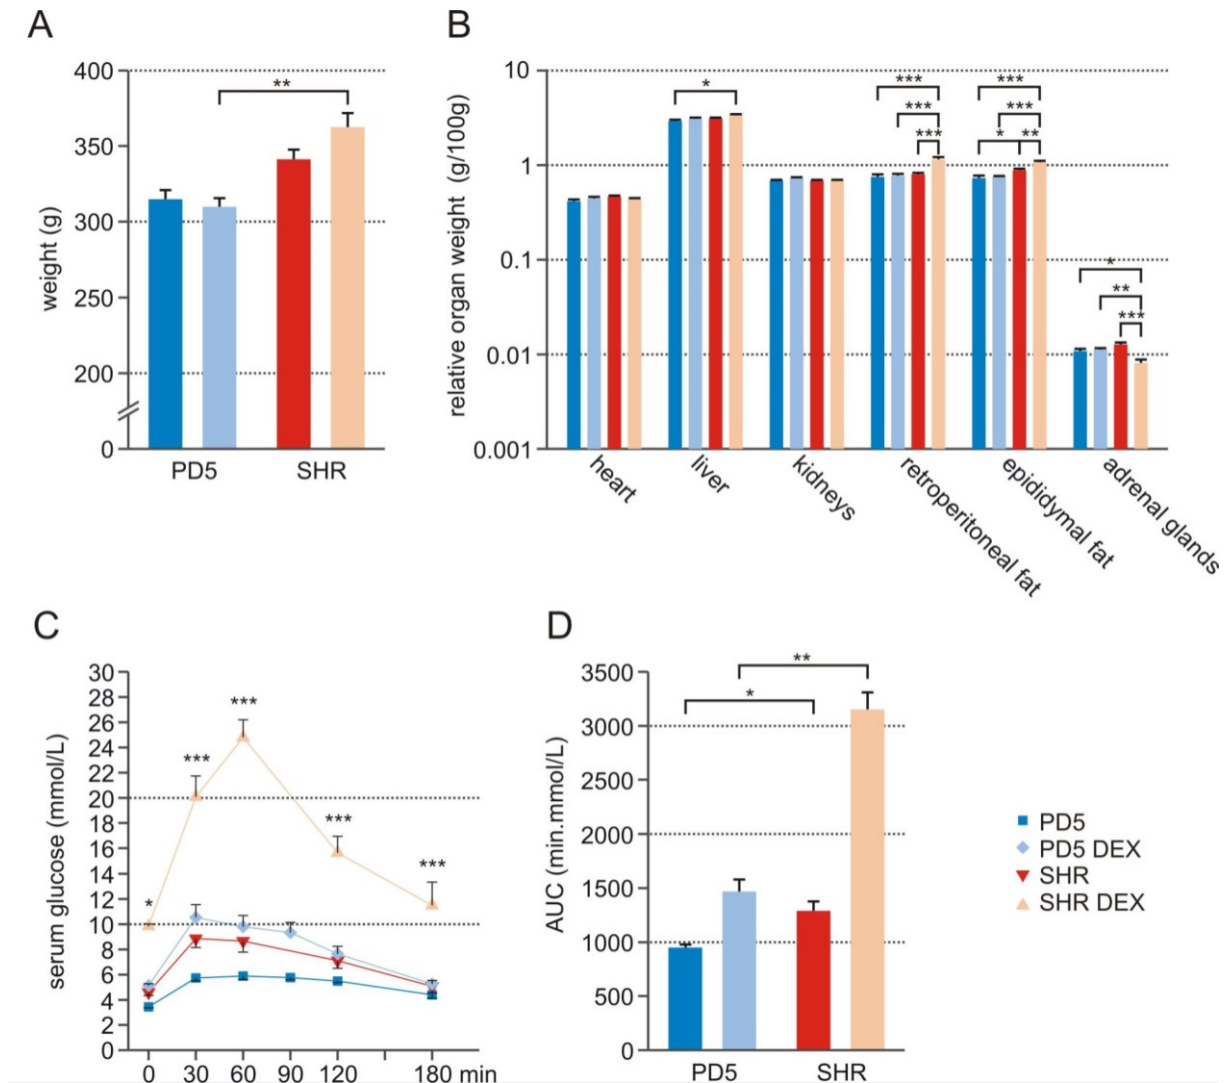 A
weight (g)
400
350
300
250
200
0
**
PD5 SHR
B
relative organ weight (g/100g)
10
1
0.1
0.01
0.001
*
***
***
***
***
***
* **
*
**
***
heart
liver
kidneys
retroperitoneal fat
epididymal fat
adrenal glands
C
serum glucose (mmol/L)
30
28
26
24
22
20
18
16
14
12
10
8
6
4
2
0
*
***
***
***
***
0 30 60 90 120 180 min
D
AUC (min.mmol/L)
3500
3000
3500
2000
1500
1000
500
0
**
*
PD5 SHR
PD5
PD5 DEX
SHR
SHR DEX